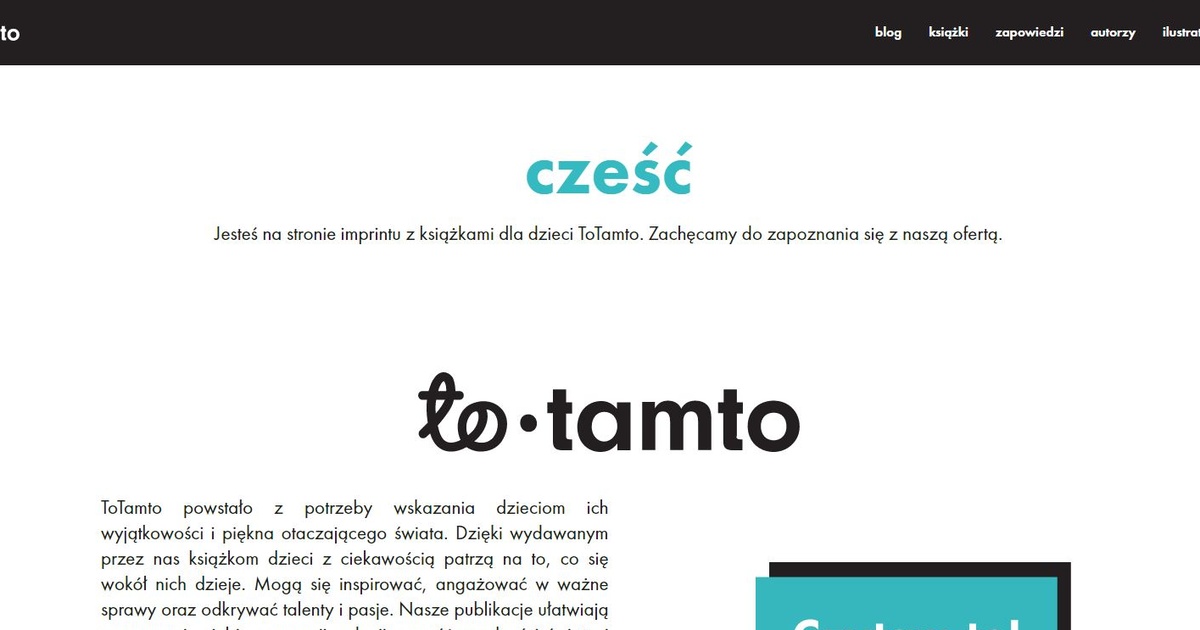 to
blog książki zapowiedzi autorzy
cześć
Jesteś na stronie imprintu z książkami dla dzieci ToTamto. Zachęcamy do zapoznania się z naszą ofertą.
to·tamto
ToTamto powstało z potrzeby wskazania dzieciom ich
wyjątkowości i piękna otaczającego świata. Dzięki wydawanym
przez nas książkom dzieci z ciekawością patrzą na to, co się
wokół nich dzieje. Mogą się inspirować, angażować w ważne
sprawy oraz odkrywać talenty i pasje. Nasze publikacje ułatwiają